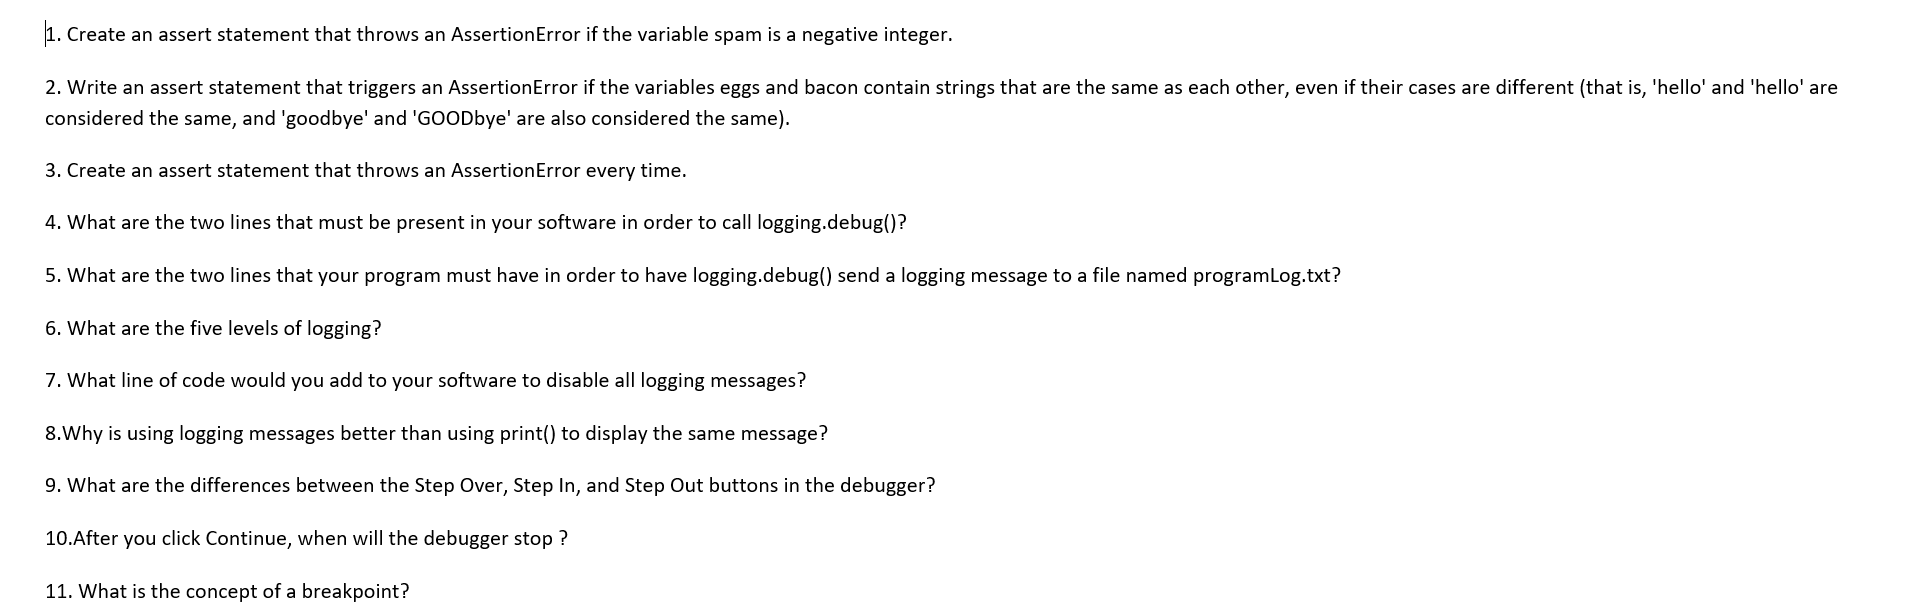 1. Create an assert statement that throws an AssertionError if the variable spam is a negative integer.
2. Write an assert statement that triggers an AssertionError if the variables eggs and bacon contain strings that are the same as each other, even if their cases are different (that is, 'hello' and 'hello' are
considered the same, and 'goodbye' and 'GOODbye' are also considered the same).
3. Create an assert statement that throws an AssertionError every time.
4. What are the two lines that must be present in your software in order to call logging.debug()?
5. What are the two lines that your program must have in order to have logging.debug() send a logging message to a file named programLog.txt?
6. What are the five levels of logging?
7. What line of code would you add to your software to disable all logging messages?
8.Why is using logging messages better than using print() to display the same message?
9. What are the differences between the Step Over, Step In, and Step Out buttons in the debugger?
10.After you click Continue, when will the debugger stop ?
11. What is the concept of a breakpoint?